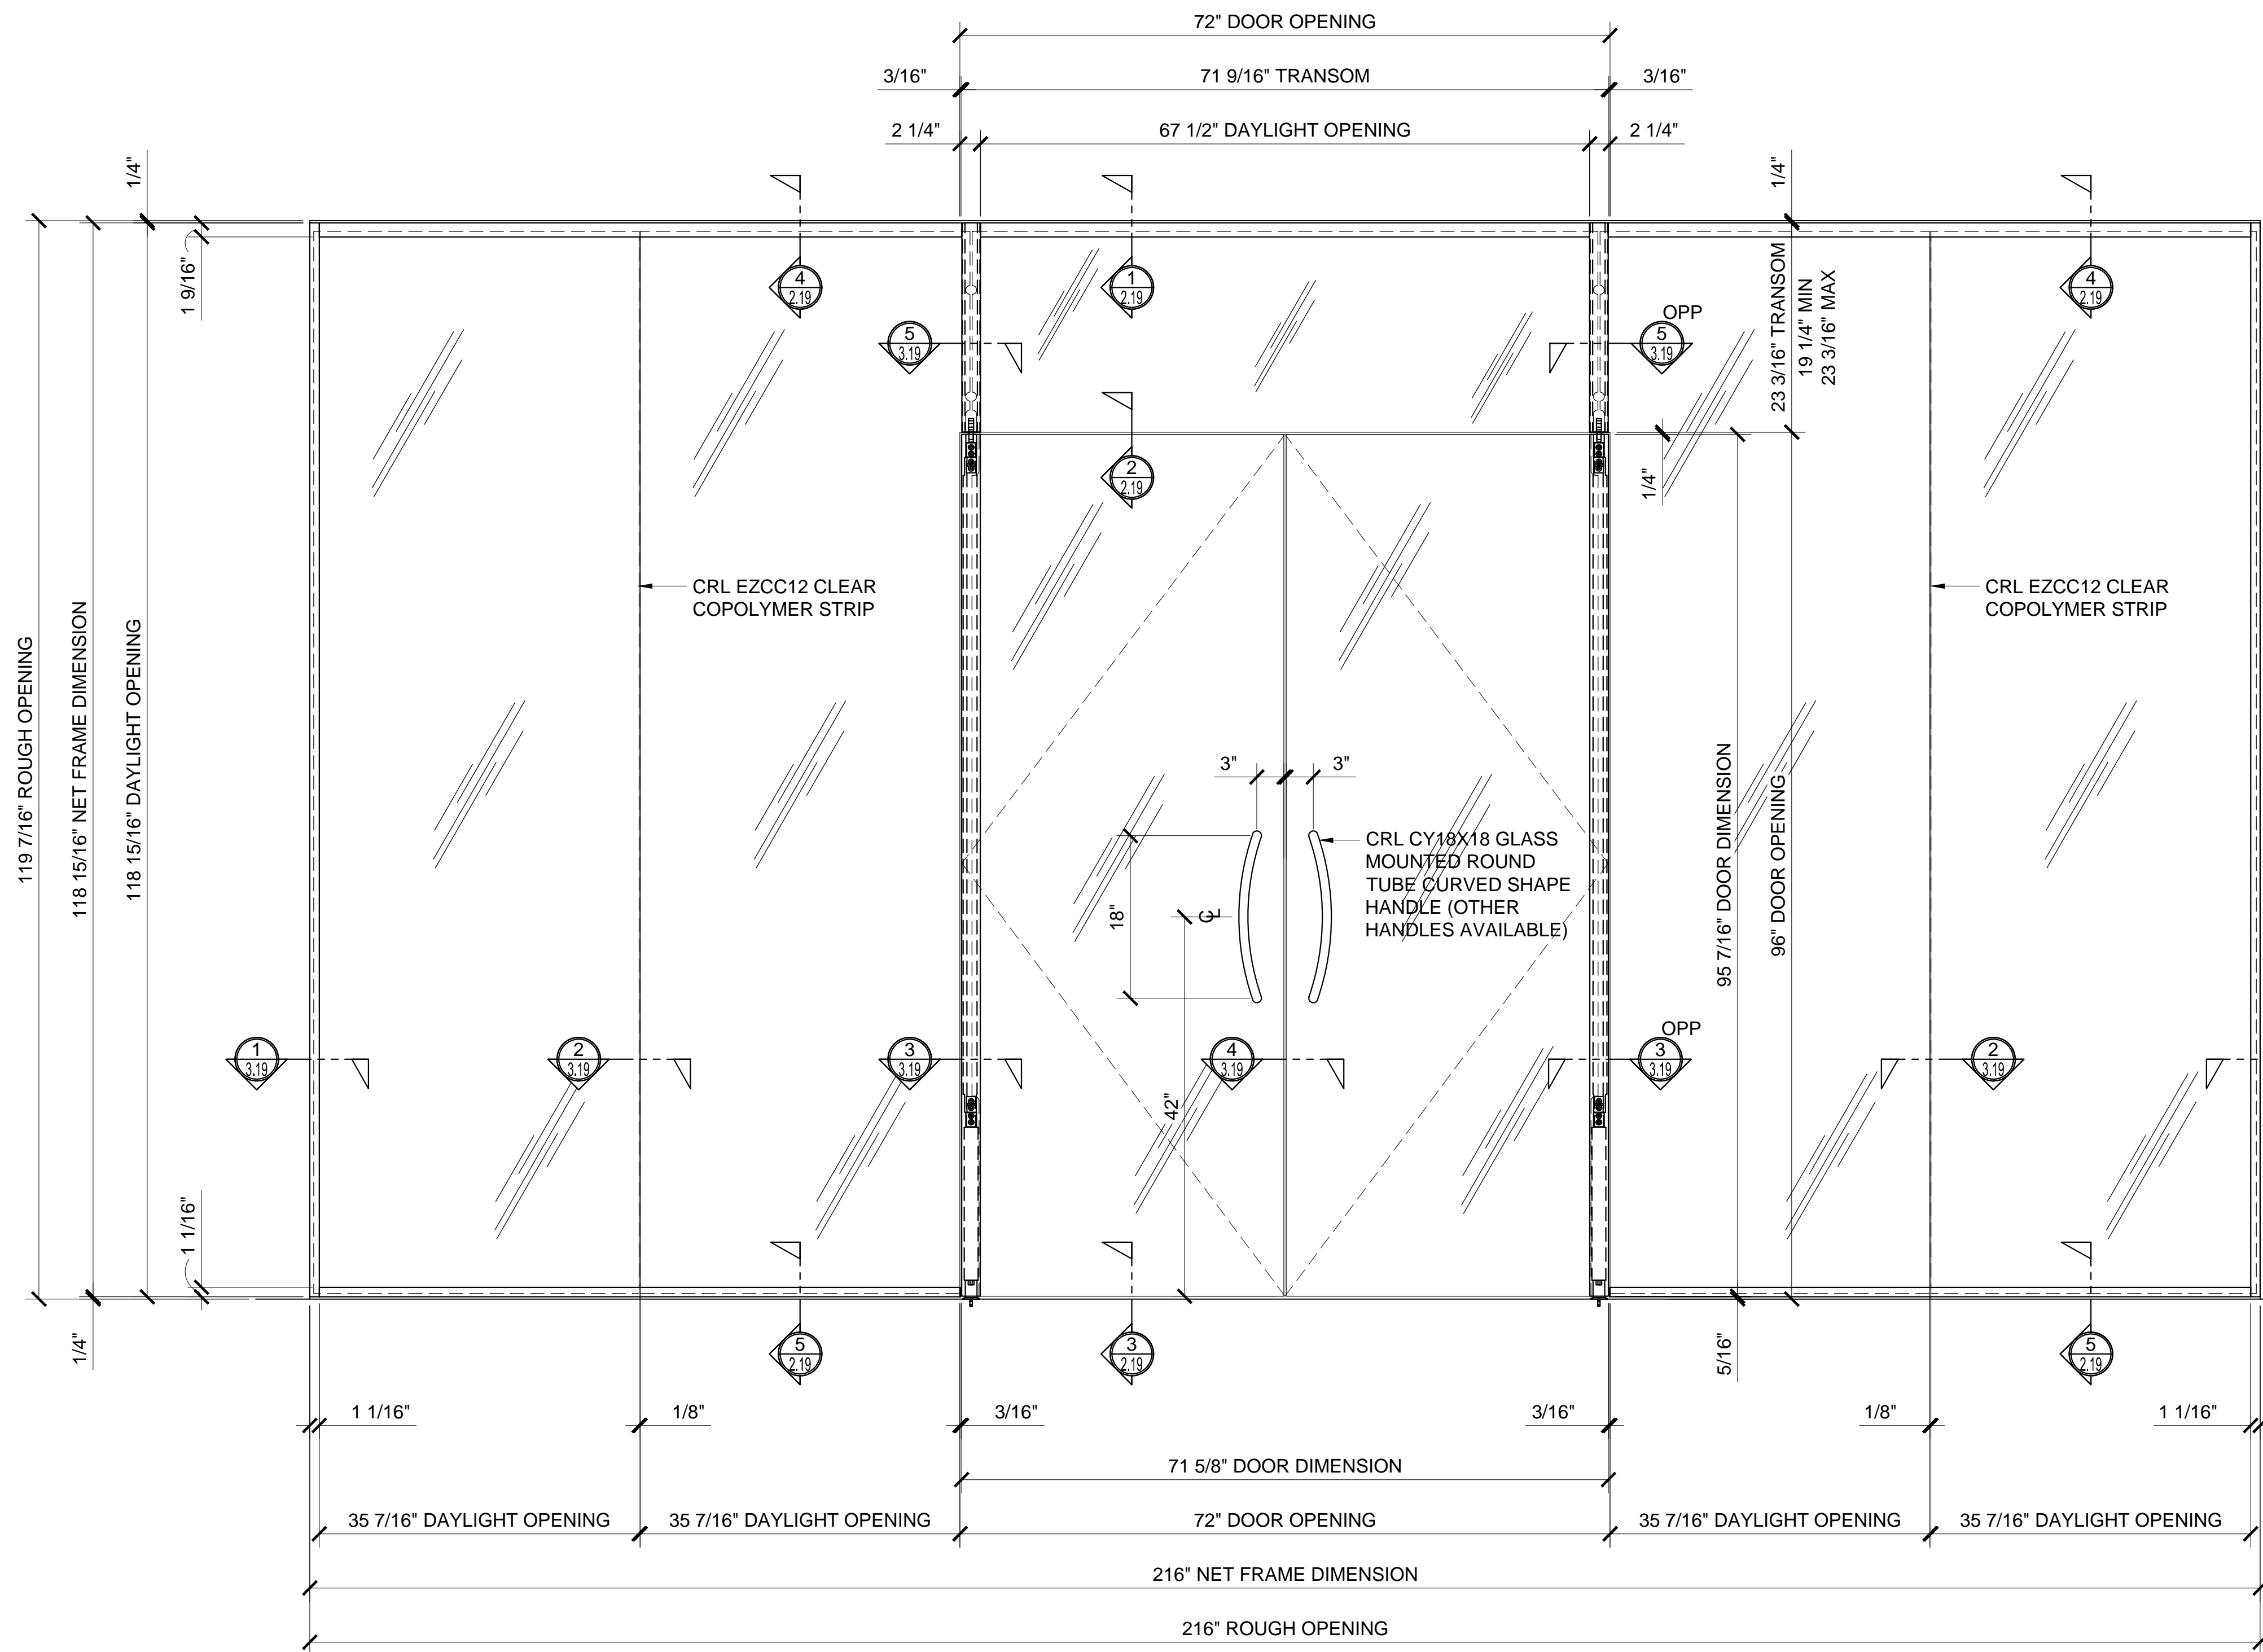 72" DOOR OPENING
3/16"
71 9/16" TRANSOM
3/16"
2 1/4"
67 1/2" DAYLIGHT OPENING
2 1/4"
1/4"
1/4"
1 9/16"
4
2.19
1
2.19
4
2.19
5
3.19
OPP
5
3.19
23 3/16" TRANSOM
19 1/4" MIN
23 3/16" MAX
2
2.19
1/4"
CRL EZCC12 CLEAR
COPOLYMER STRIP
CRL EZCC12 CLEAR
COPOLYMER STRIP
119 7/16" ROUGH OPENING
118 15/16" NET FRAME DIMENSION
118 15/16" DAYLIGHT OPENING
3"
3"
CRL CY18X18 GLASS
MOUNTED ROUND
TUBE CURVED SHAPE
HANDLE (OTHER
HANDLES AVAILABLE)
18"
CL
95 7/16" DOOR DIMENSION
96" DOOR OPENING
1
3.19
2
3.19
3
3.19
4
3.19
OPP
3
3.19
2
3.19
42"
1 1/16"
1/4"
5
2.19
3
2.19
5/16"
5
2.19
1 1/16"
1/8"
3/16"
3/16"
1/8"
1 1/16"
71 5/8" DOOR DIMENSION
35 7/16" DAYLIGHT OPENING
35 7/16" DAYLIGHT OPENING
72" DOOR OPENING
35 7/16" DAYLIGHT OPENING
35 7/16" DAYLIGHT OPENING
216" NET FRAME DIMENSION
216" ROUGH OPENING